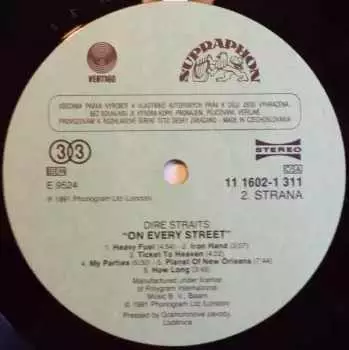 VERTIGO
SUPRAPHON
VŠECHNA PRÁVA VÝROBCE A VLASTNÍKŮ AUTORSKÝCH PRÁV K DÍLU JSOU VYHRAZENA.
BEZ SOUHLASU JE VÝROBA KOPIÍ, PRONÁJEM, PŮJČOVÁNÍ, VEŘEJNÉ
PROVOZOVÁNÍ A ROZHLASOVÉ ŠÍŘENÍ TÉTO DESKY ZAKÁZÁNO - MADE IN CZECHOSLOVAKIA
33
STEREO
E 9524
11 1602-1 311
℗ 1991 Phonogram Ltd (London)
2. STRANA
DIRE STRAITS
"ON EVERY STREET"
1. Heavy Fuel (4:54) 2. Iron Hand (3:07)
3. Ticket To Heaven (4:22)
4. My Parties (5:30) 5. Planet Of New Orleans (7:44)
6. How Long (3:49)
Manufactured under licence
of Polygram International
Music B. V., Baarn
© 1991 Phonogram Ltd (London)
Pressed by Gramofonové závody,
Loděnice